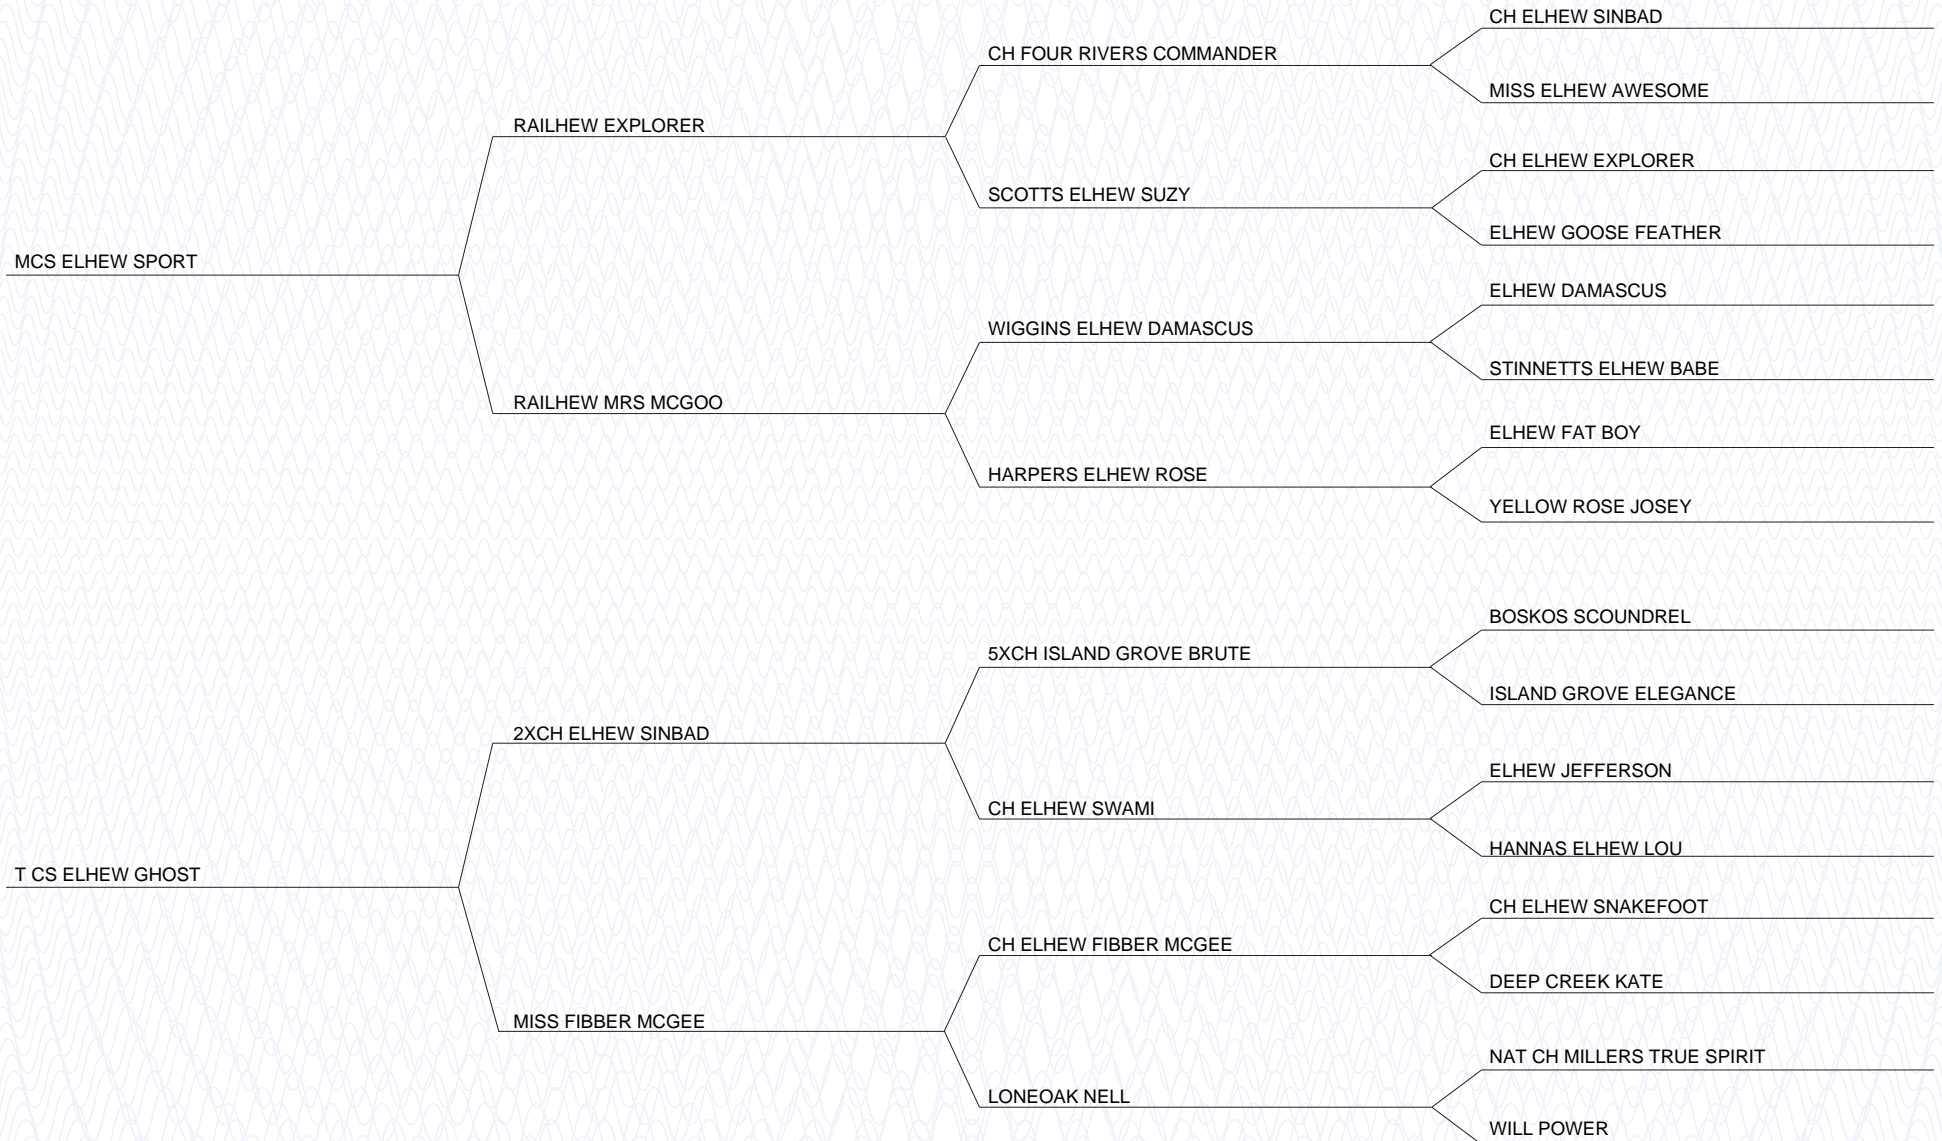 CH ELHEW SINBAD
CH FOUR RIVERS COMMANDER
MISS ELHEW AWESOME
RAILHEW EXPLORER
CH ELHEW EXPLORER
SCOTTS ELHEW SUZY
ELHEW GOOSE FEATHER
MCS ELHEW SPORT
ELHEW DAMASCUS
WIGGINS ELHEW DAMASCUS
STINNETTS ELHEW BABE
RAILHEW MRS MCGOO
ELHEW FAT BOY
HARPERS ELHEW ROSE
YELLOW ROSE JOSEY
BOSKOS SCOUNDREL
5XCH ISLAND GROVE BRUTE
ISLAND GROVE ELEGANCE
2XCH ELHEW SINBAD
ELHEW JEFFERSON
CH ELHEW SWAMI
HANNAS ELHEW LOU
T CS ELHEW GHOST
CH ELHEW SNAKEFOOT
CH ELHEW FIBBER MCGEE
DEEP CREEK KATE
MISS FIBBER MCGEE
NAT CH MILLERS TRUE SPIRIT
LONEOAK NELL
WILL POWER